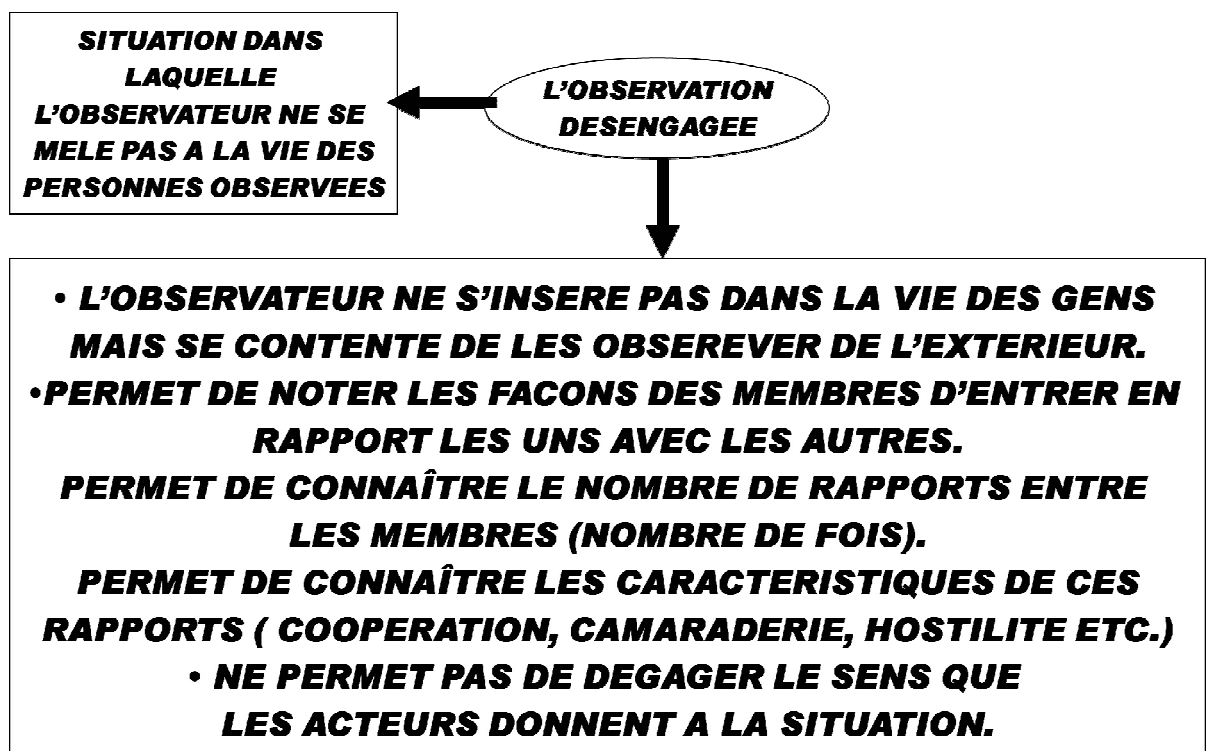 SITUATION DANS
LAQUELLE
L'OBSERVATEUR NE SE
MELE PAS A LA VIE DES
PERSONNES OBSERVEES
L'OBSERVATION
DESENGAGEE
• L'OBSERVATEUR NE S'INSERE PAS DANS LA VIE DES GENS
MAIS SE CONTENTE DE LES OBSEREVER DE L'EXTERIEUR.
•PERMET DE NOTER LES FACONS DES MEMBRES D'ENTRER EN
RAPPORT LES UNS AVEC LES AUTRES.
PERMET DE CONNAÎTRE LE NOMBRE DE RAPPORTS ENTRE
LES MEMBRES (NOMBRE DE FOIS).
PERMET DE CONNAÎTRE LES CARACTERISTIQUES DE CES
RAPPORTS ( COOPERATION, CAMARADERIE, HOSTILITE ETC.)
• NE PERMET PAS DE DEGAGER LE SENS QUE
LES ACTEURS DONNENT A LA SITUATION.